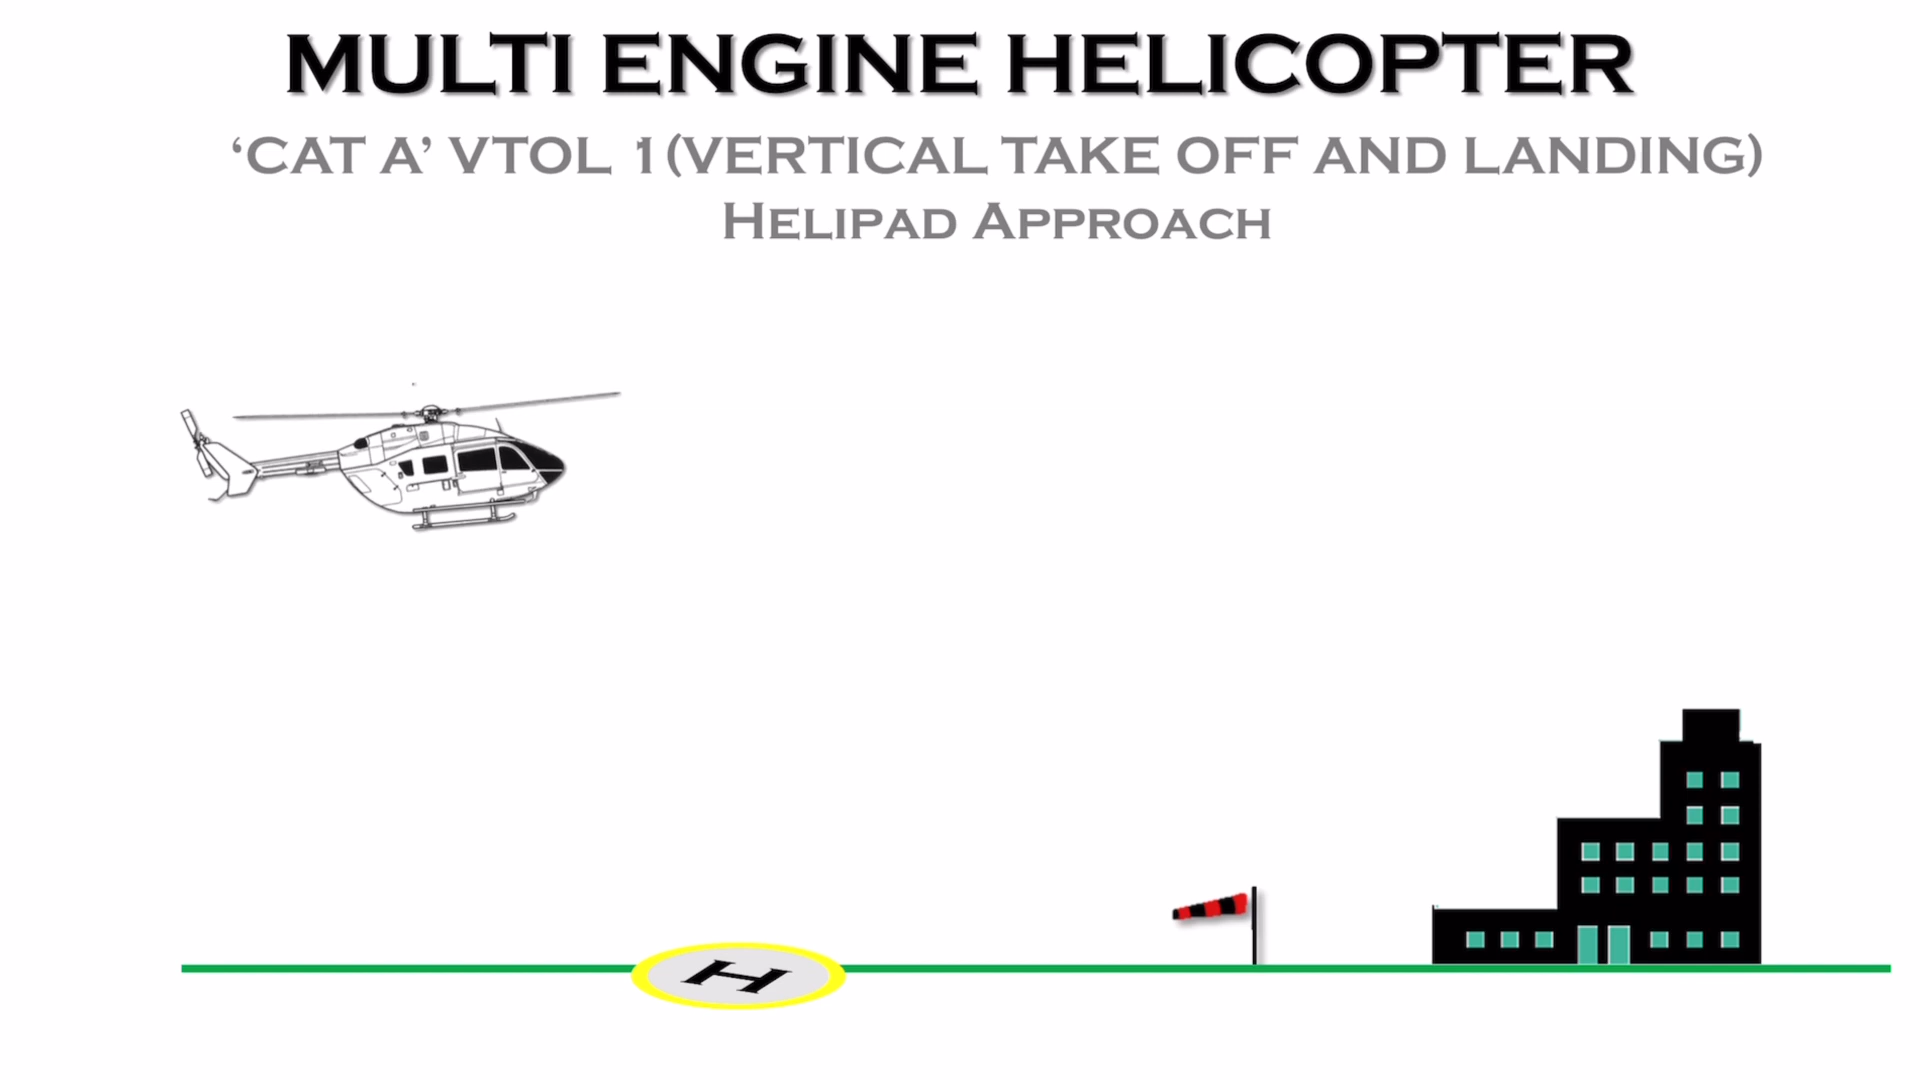 MULTI ENGINE HELICOPTER
‘CAT A’ VTOL 1(VERTICAL TAKE OFF AND LANDING)
HELIPAD APPROACH
H